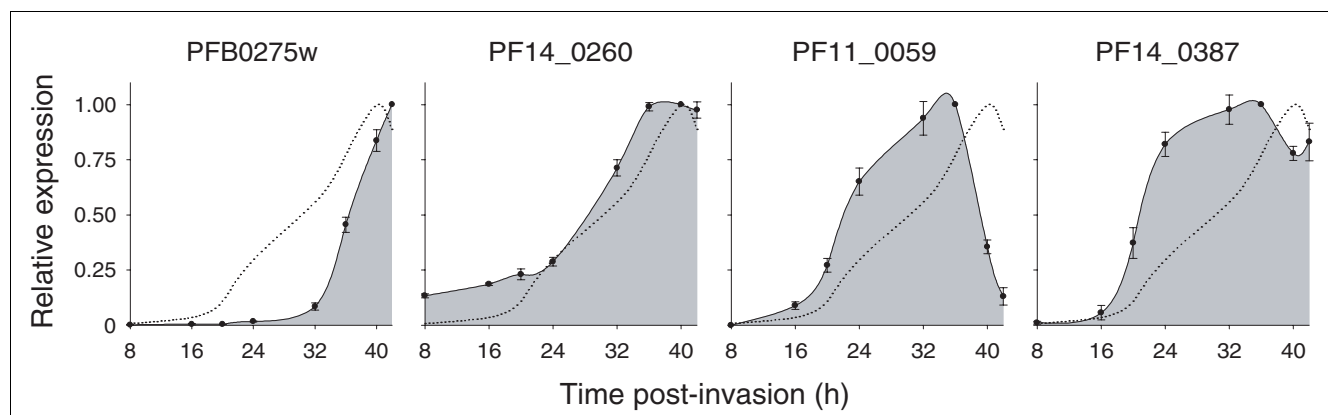 PFB0275w PF14_0260 PF11_0059 PF14_0387
Relative expression
1.00
0.75
0.50
0.25
0
8 16 24 32 40 8 16 24 32 40 8 16 24 32 40 8 16 24 32 40
Time post-invasion (h)